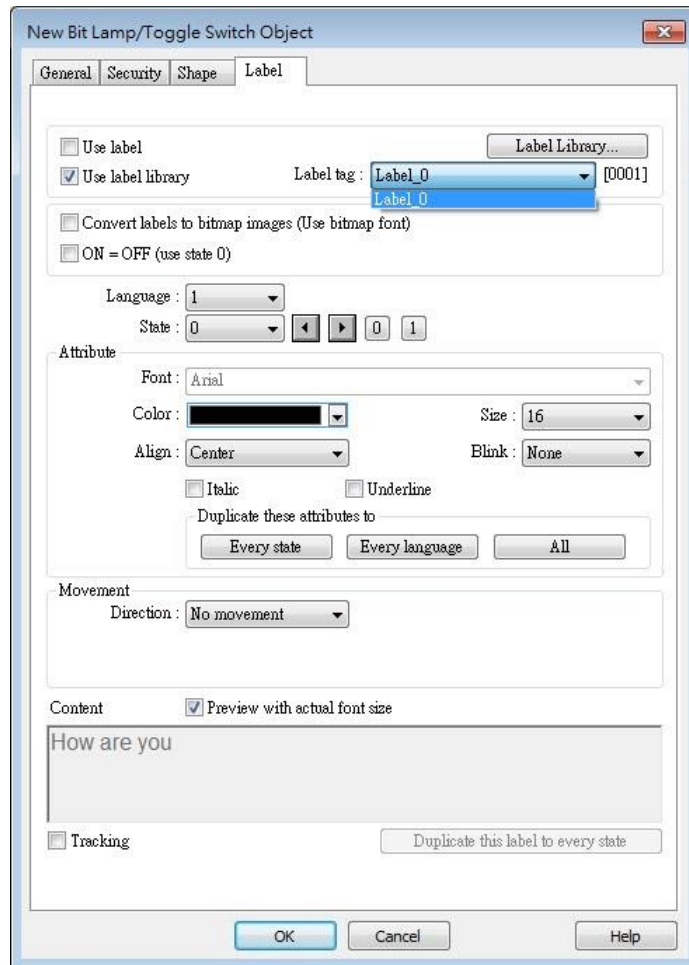 New Bit Lamp/Toggle Switch Object
General Security Shape Label
Use label
Label Library...
Use label library
Label tag : Label_0 [0001]
Label_0
Convert labels to bitmap images (Use bitmap font)
ON = OFF (use state 0)
Language : 1
State : 0 0 1
Attribute
Font : Arial
Color : Size : 16
Align : Center Blink : None
Italic Underline
Duplicate these attributes to
Every state Every language All
Movement
Direction : No movement
Content Preview with actual font size
How are you
Tracking Duplicate this label to every state
OK Cancel Help